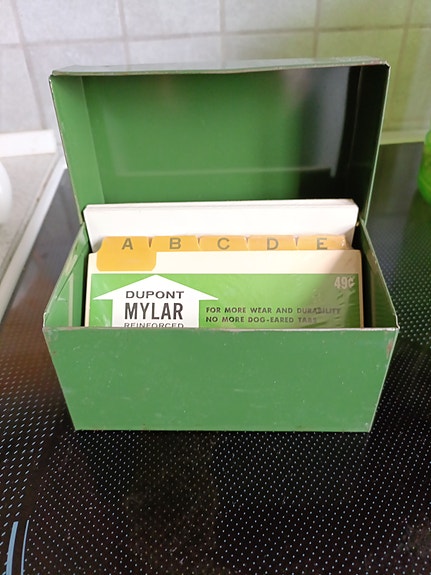 A B C D E
49¢
DUPONT
MYLAR
REINFORCED
FOR MORE WEAR AND DURABILITY
NO MORE DOG-EARED TABS